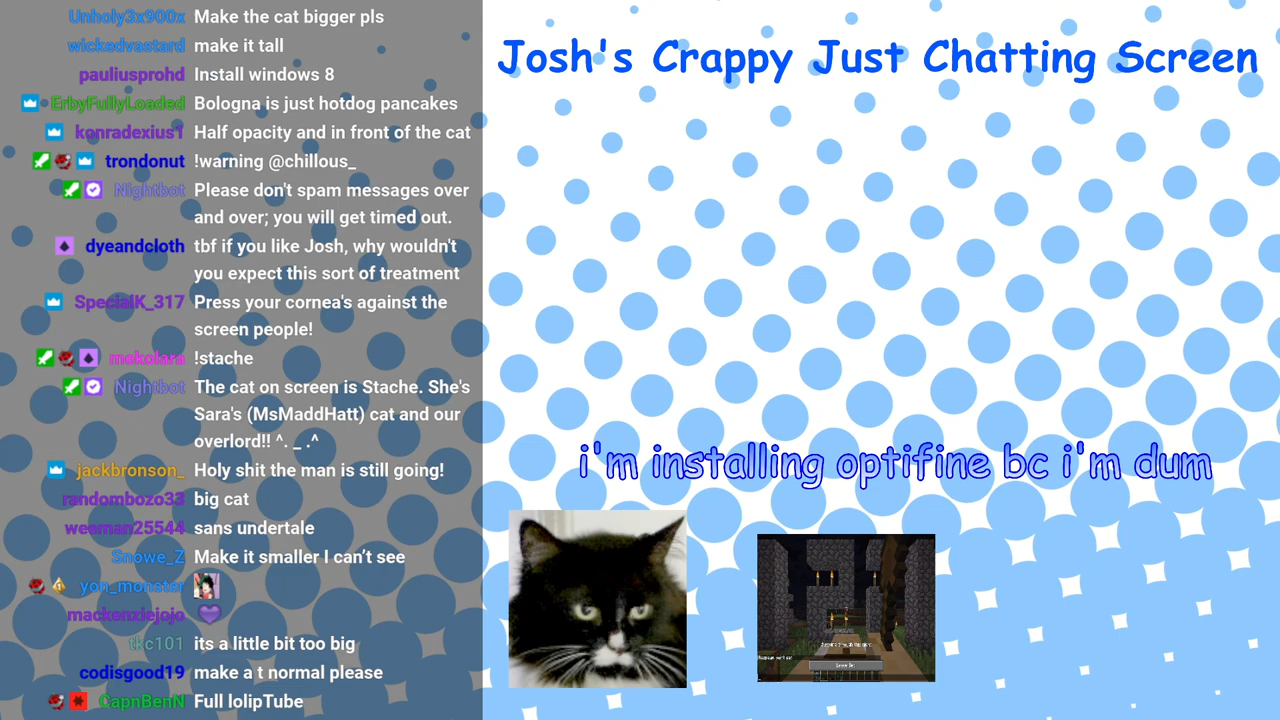 Unholy3x900x Make the cat bigger pls
wickedvastard make it tall
pauliusprohd Install windows 8
ErbyFullyLoaded Bologna is just hotdog pancakes
konradexius1 Half opacity and in front of the cat
trondonut !warning @chillous_
Nightbot Please don't spam messages over
and over; you will get timed out.
dyeandcloth tbf if you like Josh, why wouldn't
you expect this sort of treatment
SpecialK_317 Press your cornea's against the
screen people!
mokolara !stache
Nightbot The cat on screen is Stache. She's
Sara's (MsMaddHatt) cat and our
overlord!! ^. _ .^
jackbronson_ Holy shit the man is still going!
randombozo33 big cat
weeman25544 sans undertale
Snowe_Z Make it smaller I can’t see
yon_monster
mackenziejojo
tkc101 its a little bit too big
codisgood19 make a t normal please
CapnBenN Full lolipTube
Josh's Crappy Just Chatting Screen
i'm installing optifine bc i'm dum